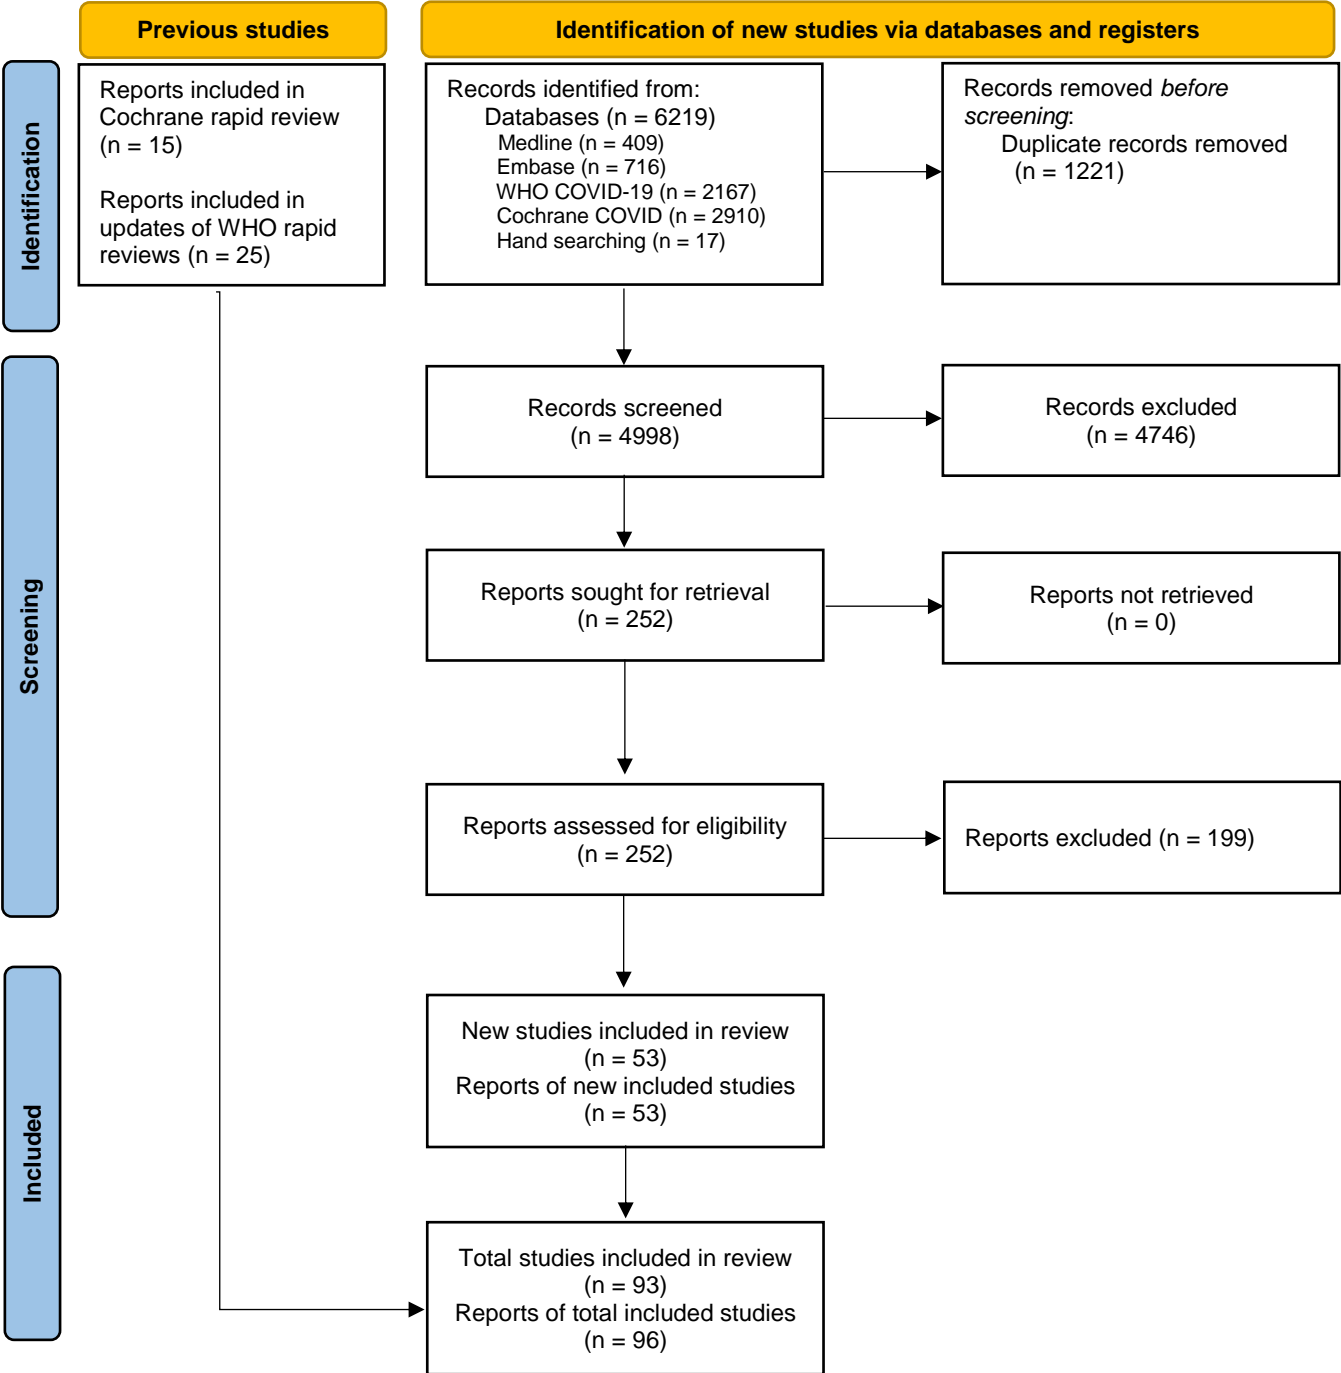 Previous studies
Identification of new studies via databases and registers
Identification
Reports included in
Cochrane rapid review
(n = 15)
Reports included in
updates of WHO rapid
reviews (n = 25)
Records identified from:
Databases (n = 6219)
Medline (n = 409)
Embase (n = 716)
WHO COVID-19 (n = 2167)
Cochrane COVID (n = 2910)
Hand searching (n = 17)
Records removed before
screening:
Duplicate records removed
(n = 1221)
Screening
Records screened
(n = 4998)
Records excluded
(n = 4746)
Reports sought for retrieval
(n = 252)
Reports not retrieved
(n = 0)
Reports assessed for eligibility
(n = 252)
Reports excluded (n = 199)
Included
New studies included in review
(n = 53)
Reports of new included studies
(n = 53)
Total studies included in review
(n = 93)
Reports of total included studies
(n = 96)